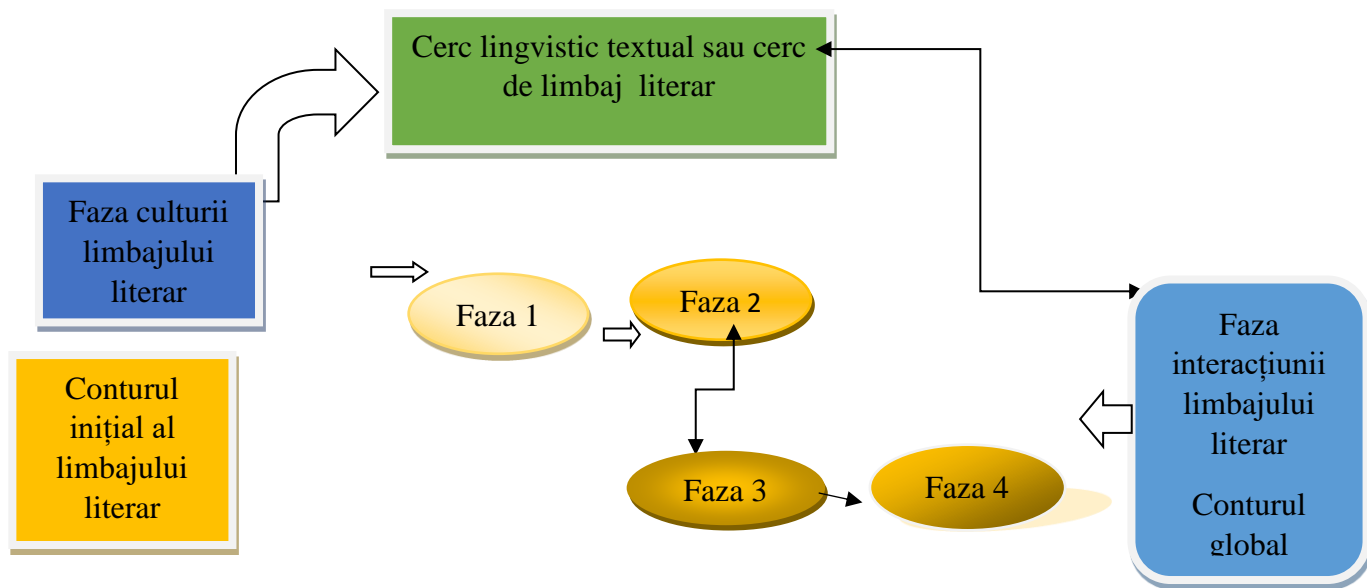 Cerc lingvistic textual sau cerc
de limbaj literar
Faza culturii
limbajului
literar
Conturul
inițial al
limbajului
literar
Faza 1
Faza 2
Faza 3
Faza 4
Faza
interacțiunii
limbajului
literar
Conturul
global